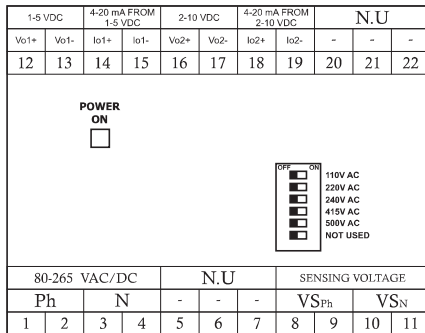 1-5 VDC 4-20 mA FROM 1-5 VDC 2-10 VDC 4-20 mA FROM 2-10 VDC N.U
Vo1+ Vo1- Io1+ Io1- Vo2+ Vo2- Io2+ Io2- - - -
12 13 14 15 16 17 18 19 20 21 22
POWER
ON
OFF ON
110V AC
220V AC
240V AC
415V AC
500V AC
NOT USED
80-265 VAC/DC N.U SENSING VOLTAGE
Ph N - - - VSPh VSN
1 2 3 4 5 6 7 8 9 10 11